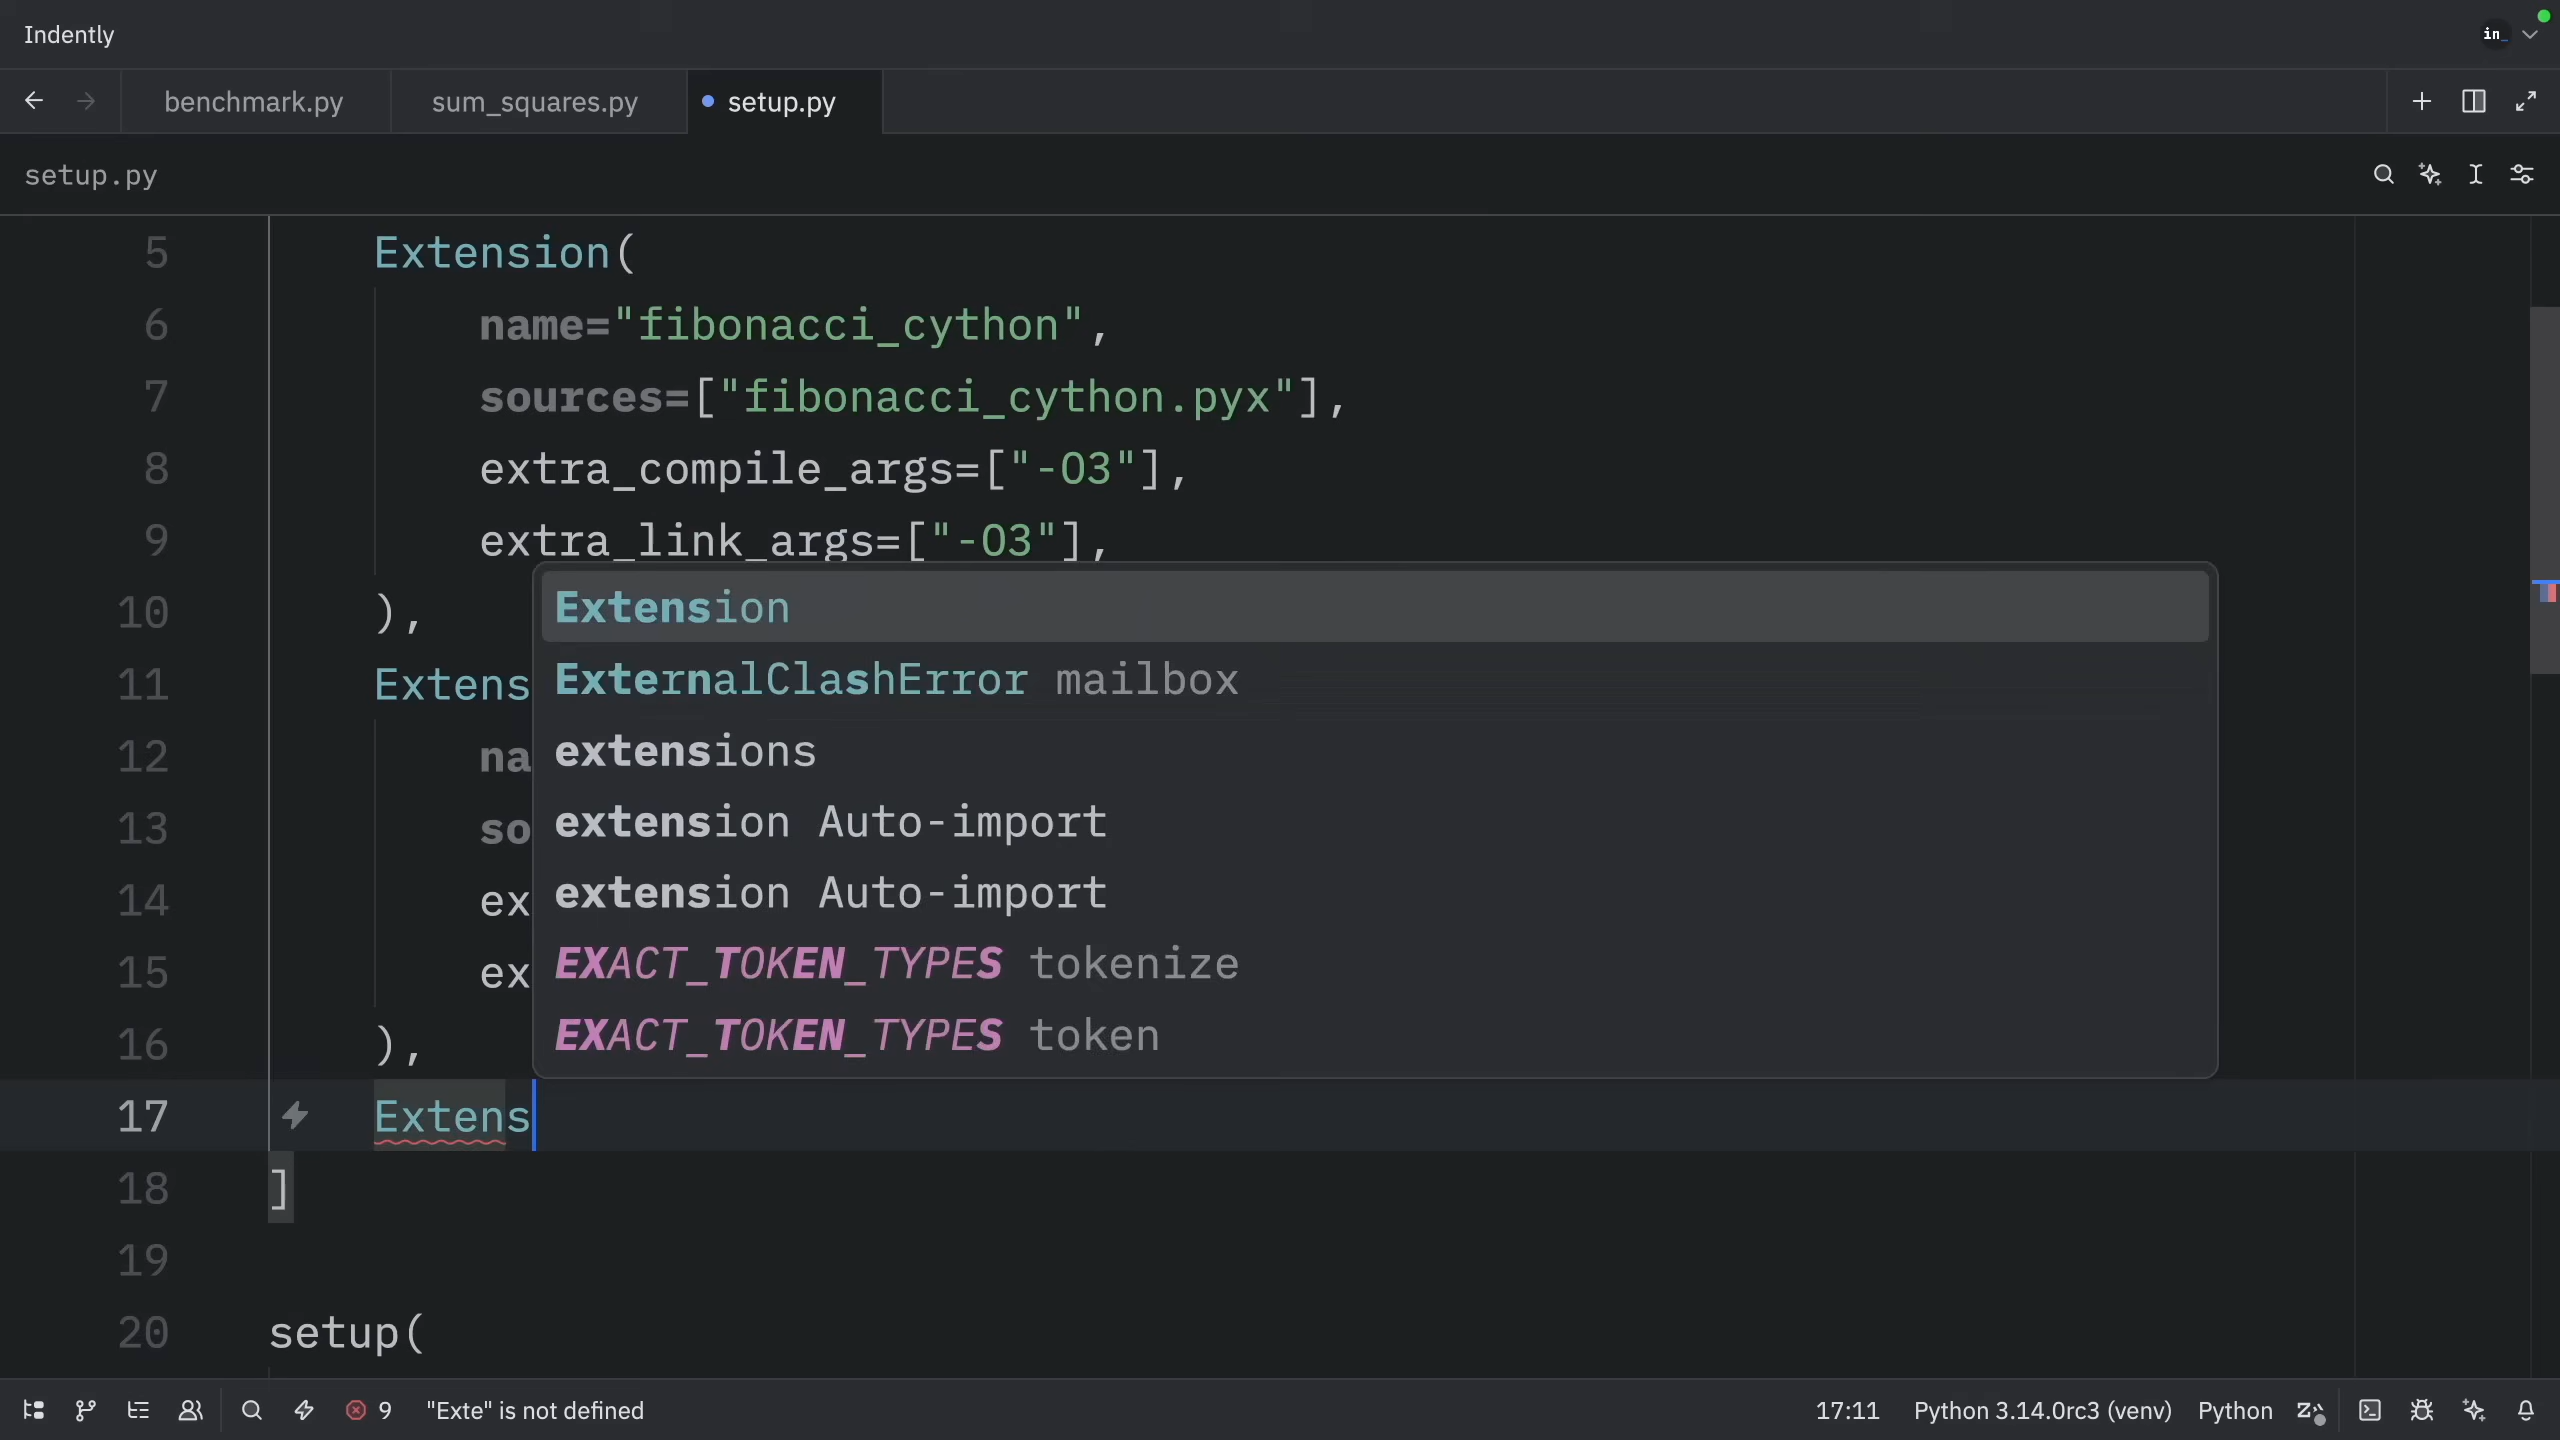 Indently
in_
benchmark.py
sum_squares.py
setup.py
setup.py
5 Extension(
6 name="fibonacci_cython",
7 sources=["fibonacci_cython.pyx"],
8 extra_compile_args=["-O3"],
9 extra_link_args=["-O3"],
10 ),
11 Extens
12 na
13 so
14 ex
15 ex
16 ),
17 Extens
18 ]
19
20 setup(
Extension
ExternalClashError mailbox
extensions
extension Auto-import
extension Auto-import
EXACT_TOKEN_TYPES tokenize
EXACT_TOKEN_TYPES token
9 "Exte" is not defined
17:11 Python 3.14.0rc3 (venv) Python